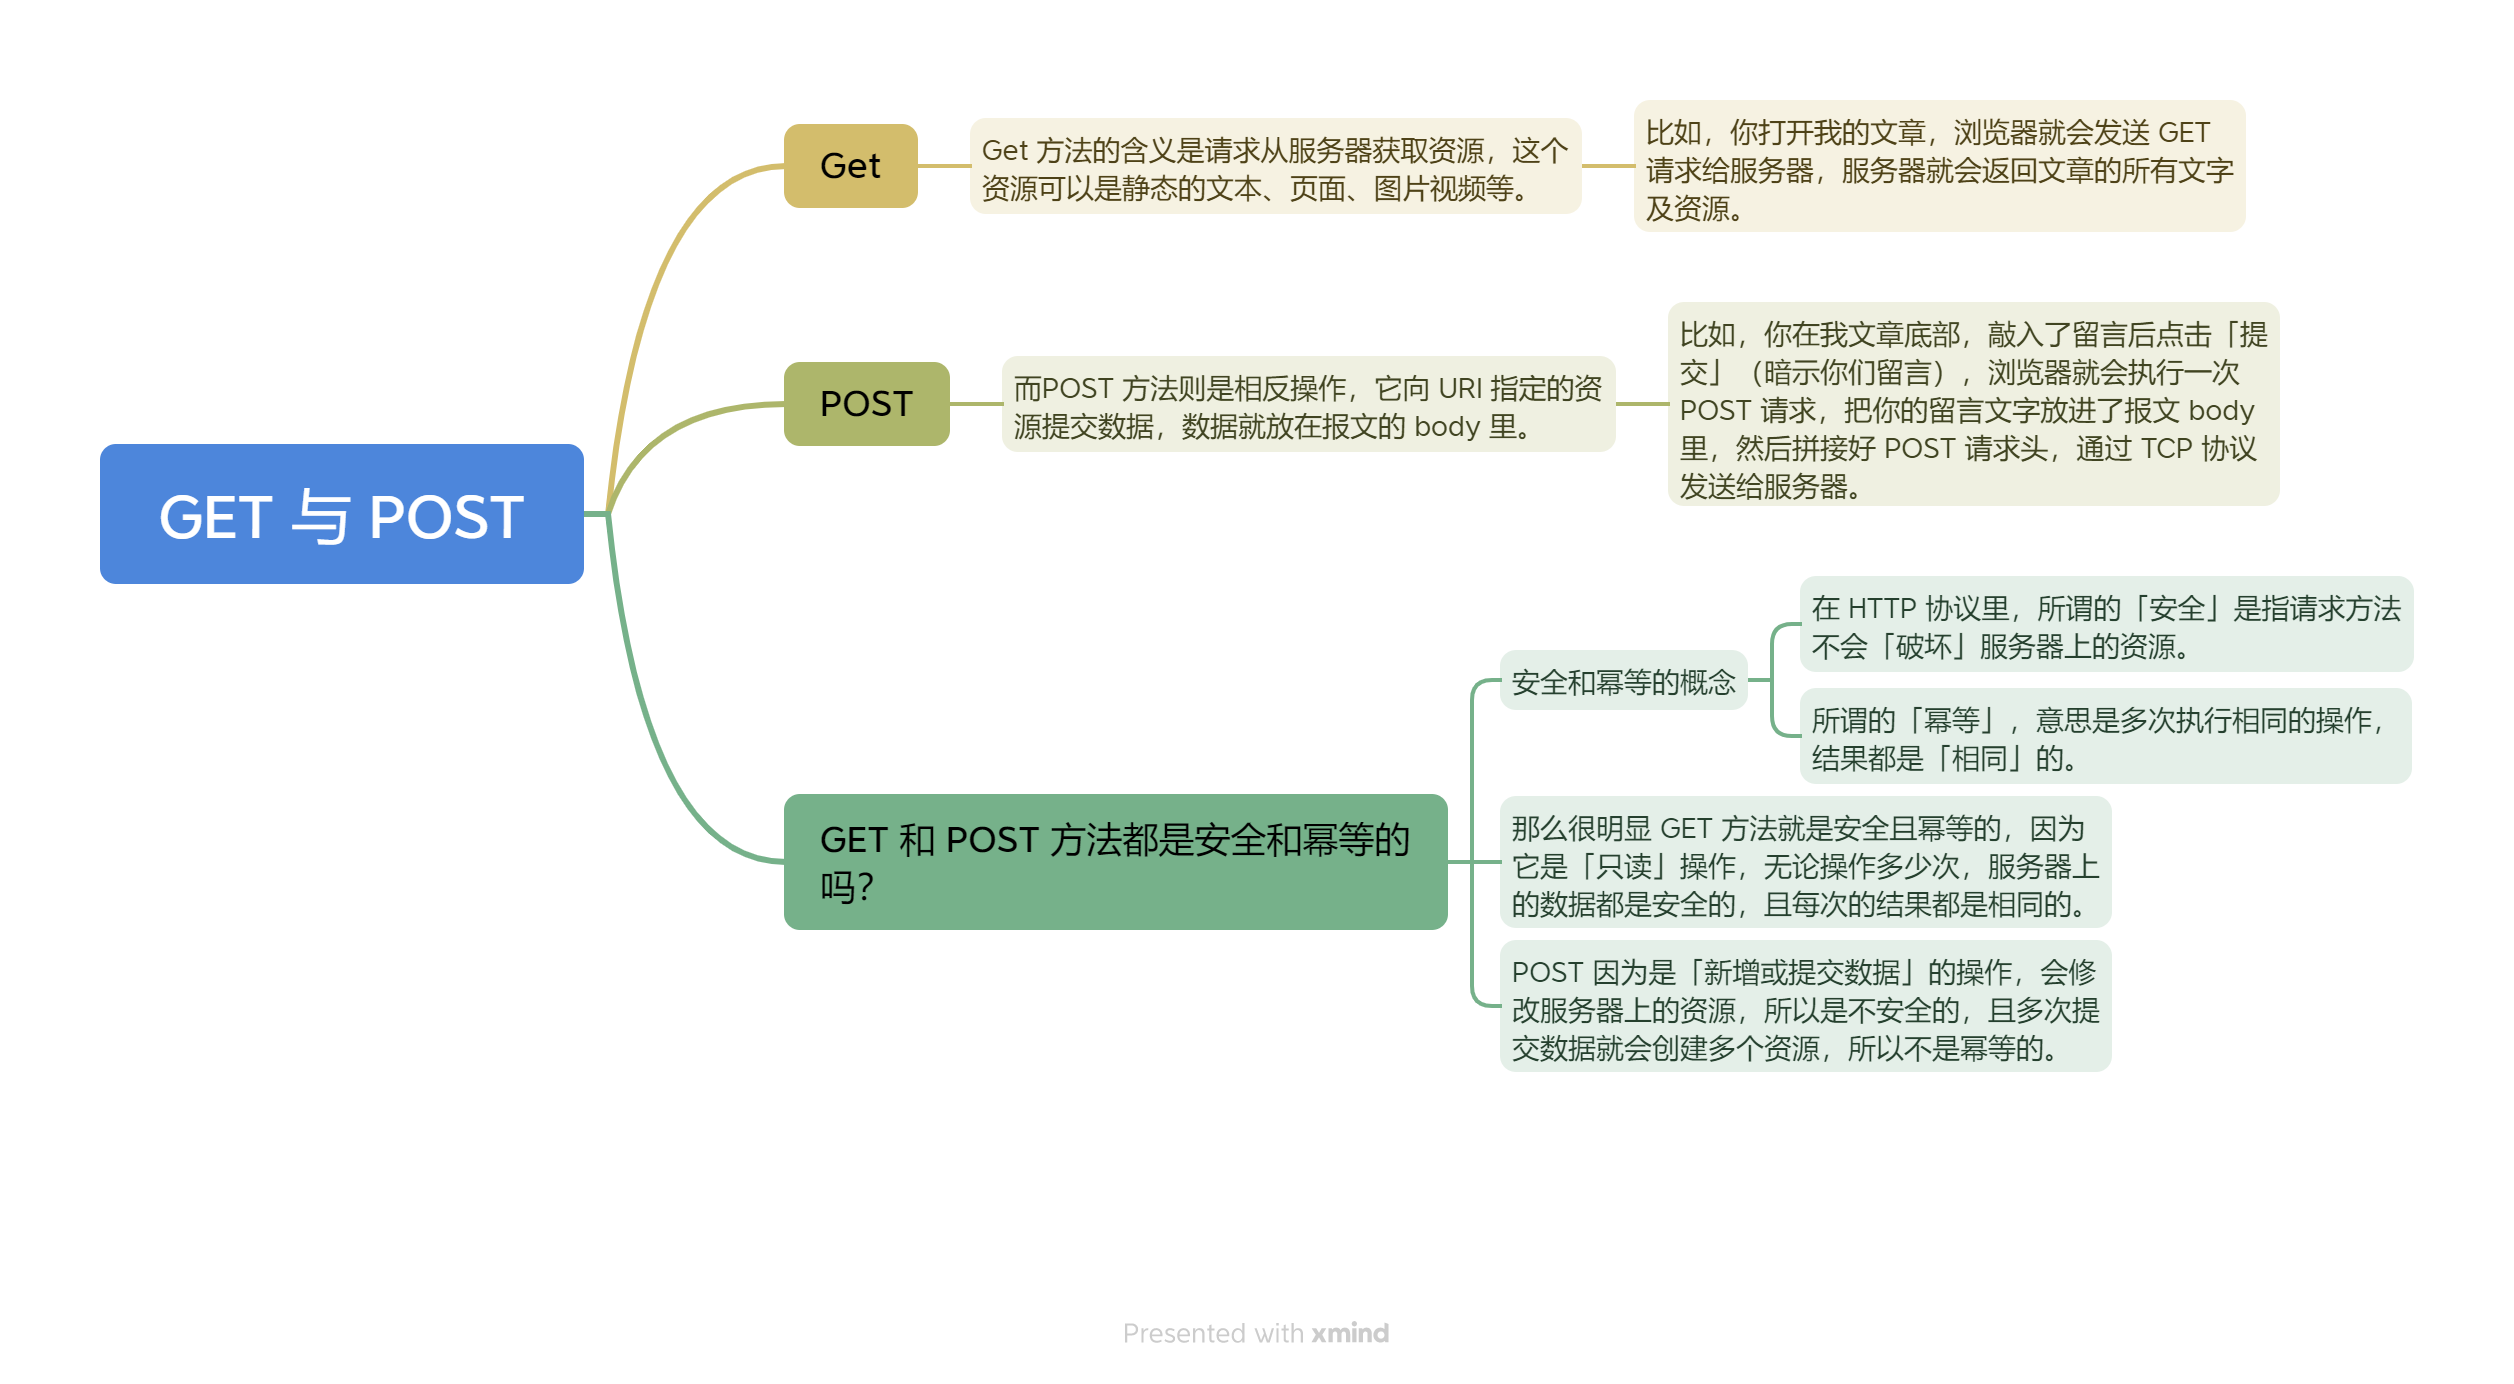 GET 与 POST
Get
Get 方法的含义是请求从服务器获取资源，这个
资源可以是静态的文本、页面、图片视频等。
比如，你打开我的文章，浏览器就会发送 GET
请求给服务器，服务器就会返回文章的所有文字
及资源。
POST
而POST 方法则是相反操作，它向 URI 指定的资
源提交数据，数据就放在报文的 body 里。
比如，你在我文章底部，敲入了留言后点击「提
交」（暗示你们留言），浏览器就会执行一次
POST 请求，把你的留言文字放进了报文 body
里，然后拼接好 POST 请求头，通过 TCP 协议
发送给服务器。
GET 和 POST 方法都是安全和幂等的
吗？
安全和幂等的概念
在 HTTP 协议里，所谓的「安全」是指请求方法
不会「破坏」服务器上的资源。
所谓的「幂等」，意思是多次执行相同的操作，
结果都是「相同」的。
那么很明显 GET 方法就是安全且幂等的，因为
它是「只读」操作，无论操作多少次，服务器上
的数据都是安全的，且每次的结果都是相同的。
POST 因为是「新增或提交数据」的操作，会修
改服务器上的资源，所以是不安全的，且多次提
交数据就会创建多个资源，所以不是幂等的。
Presented with xmind